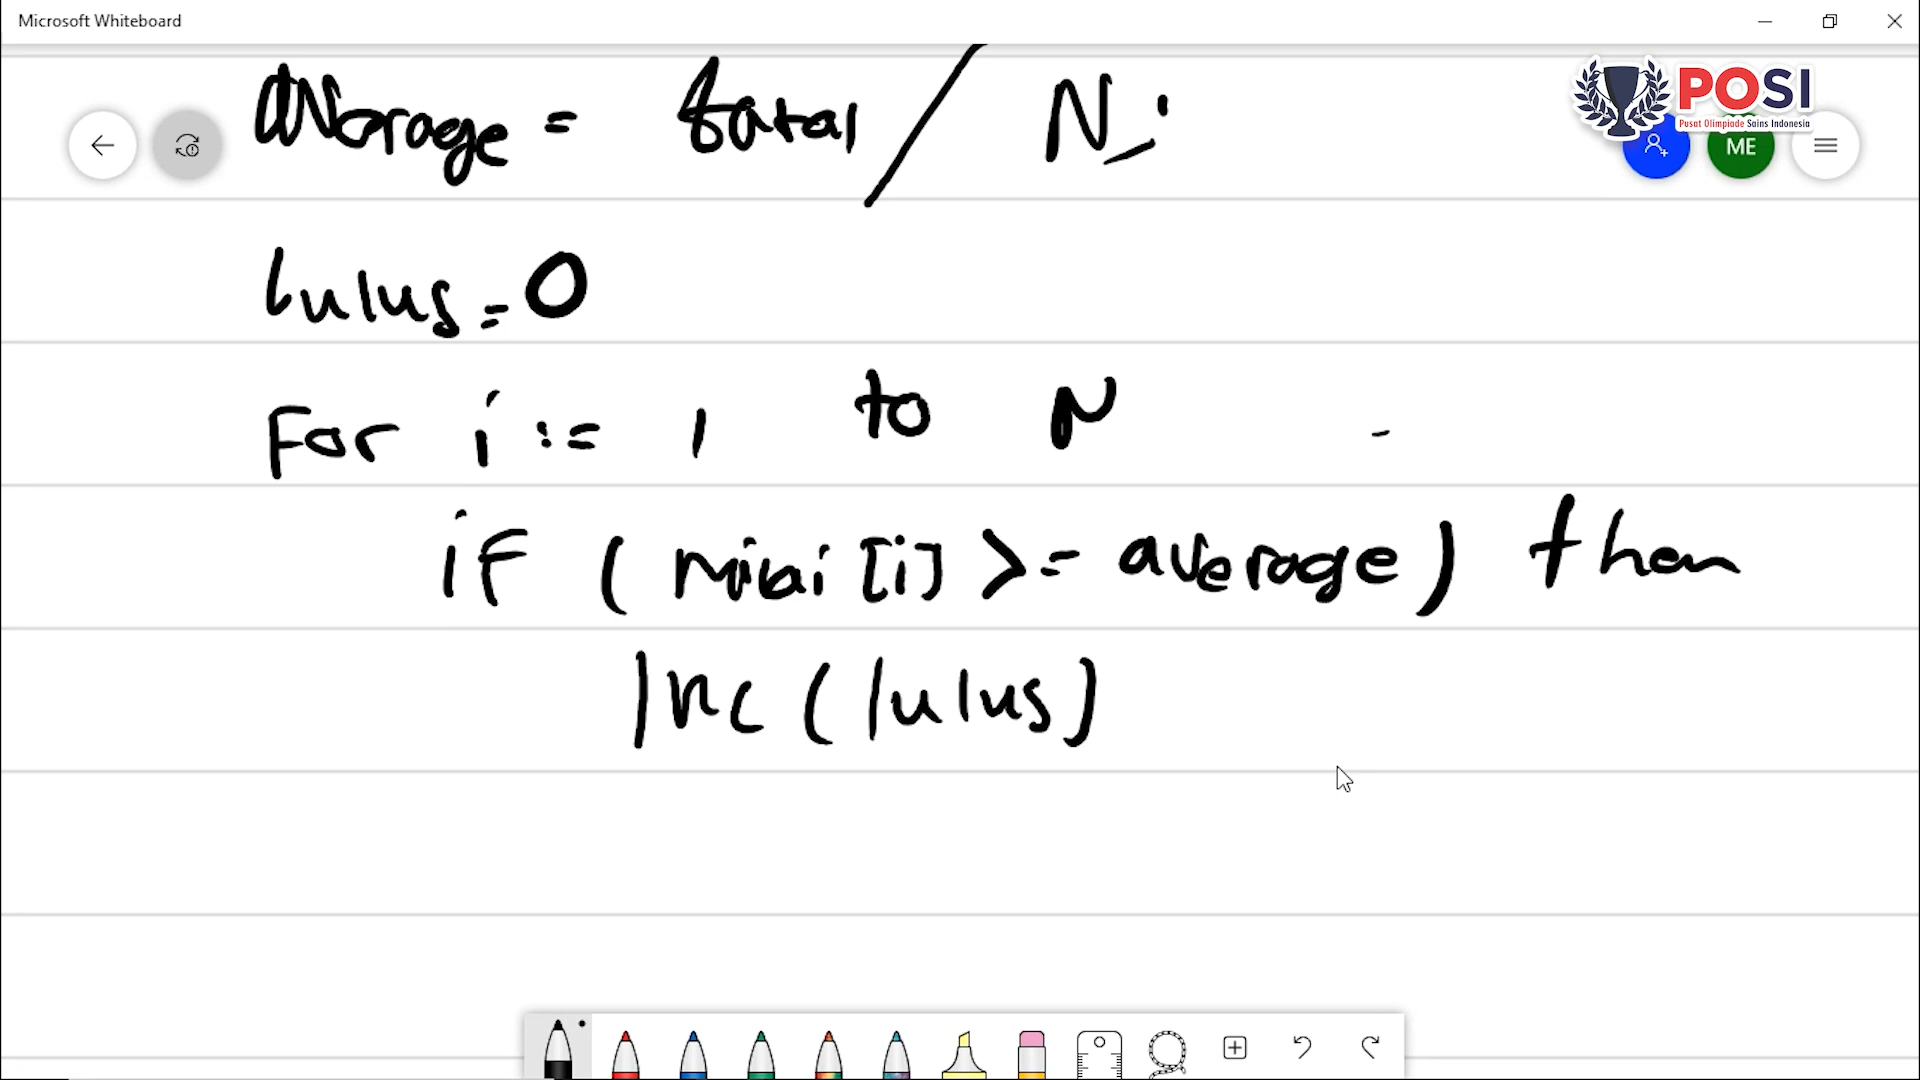 Microsoft Whiteboard
POSI
Pusat Olimpiade Sains Indonesia
ME
average = total / N;
lulus = 0
For i := 1 to N
if ( nilai [i] >= average ) then
Inc ( lulus )